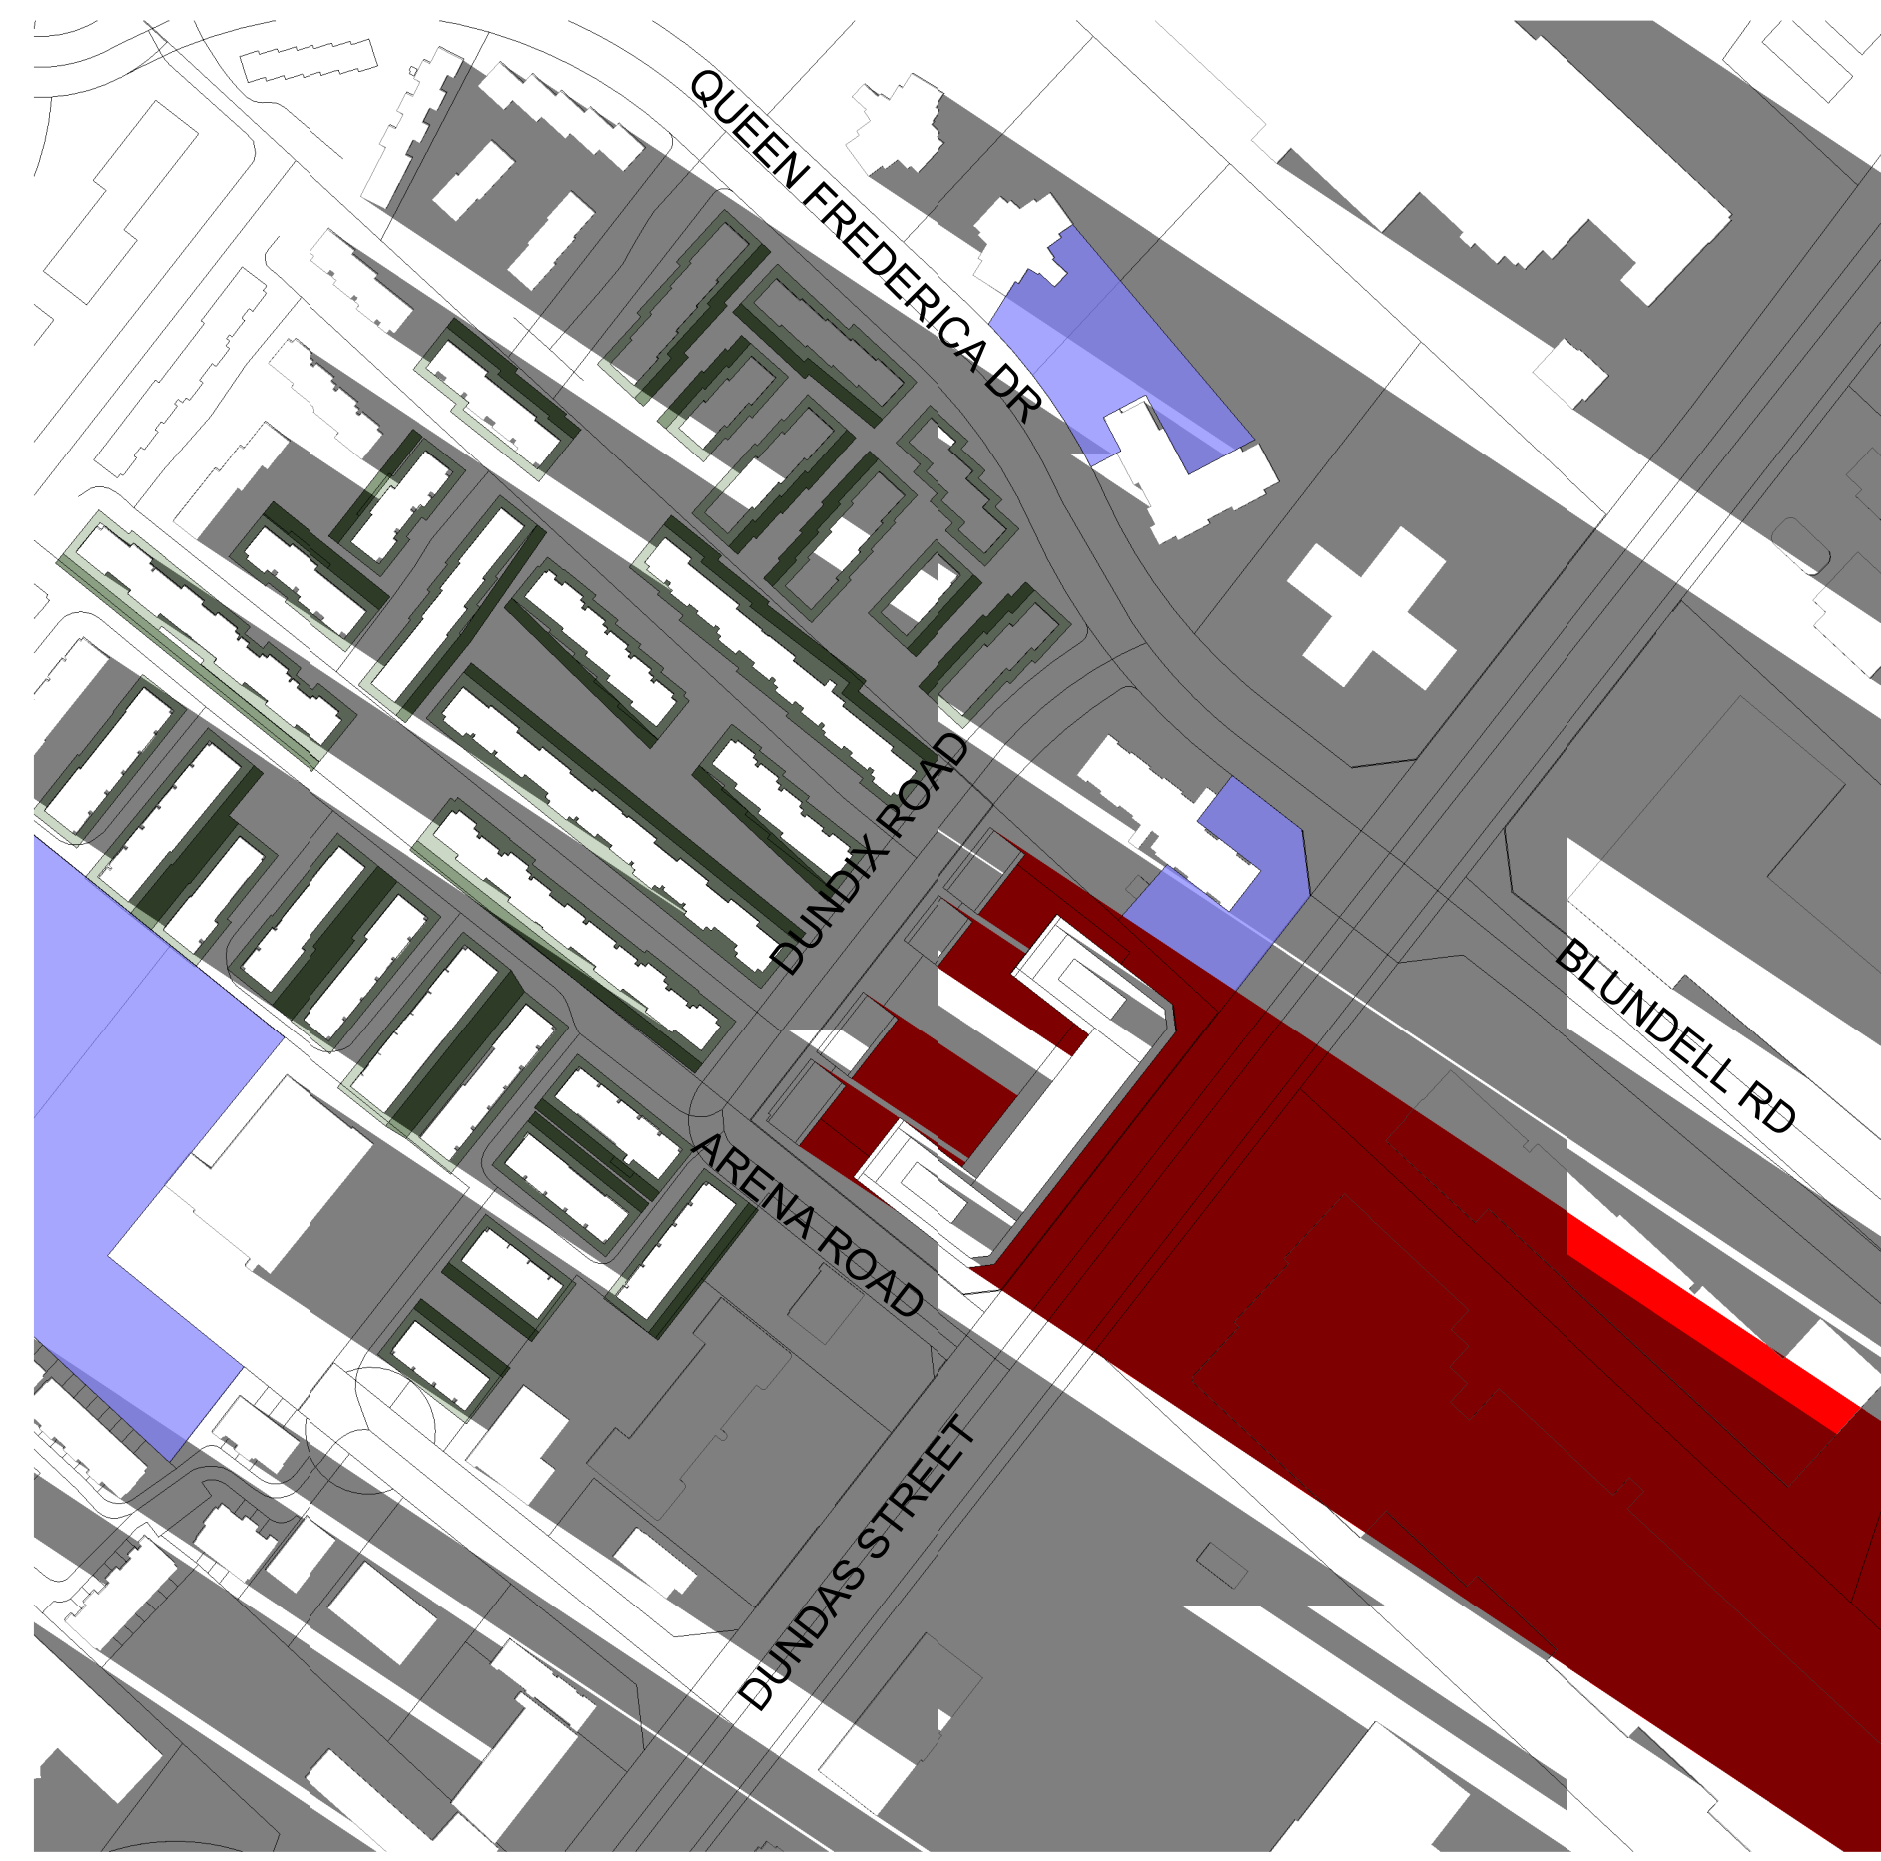 QUEEN FREDERICA DR
DUNDIX ROAD
BLUNDELL RD
ARENA ROAD
DUNDAS STREET